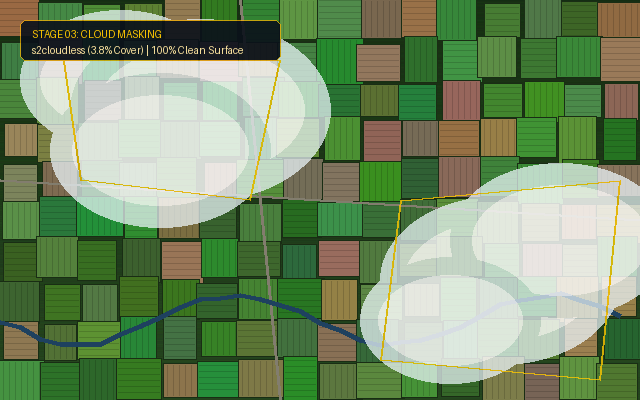 STAGE 03: CLOUD MASKING
s2cloudless (3.8% Cover) | 100% Clean Surface